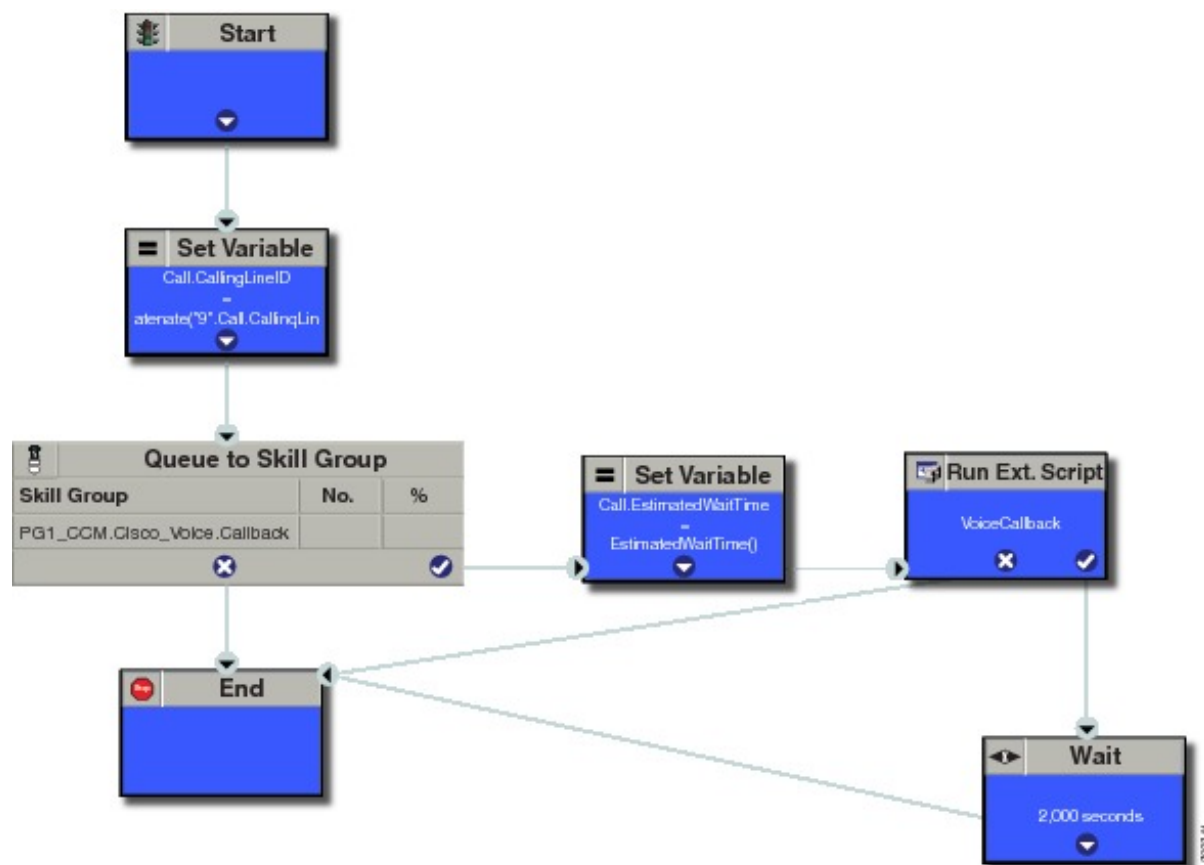 Start
= Set Variable
Call.CallingLineID
=
atenate("9".Call.CallinqLin
Queue to Skill Group
Skill Group No. %
PG1_CCM.Cisco_Voice.Callback
= Set Variable
Call.EstimatedWaitTime
=
EstimatedWaitTime()
Run Ext. Script
VoiceCallback
End
Wait
2,000 seconds